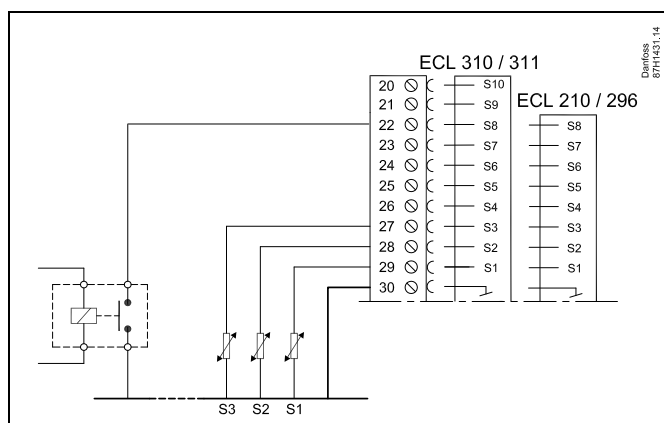 Danfoss
87H1431.14
ECL 310 / 311
ECL 210 / 296
20 S10
21 S9
22 S8 S8
23 S7 S7
24 S6 S6
25 S5 S5
26 S4 S4
27 S3 S3
28 S2 S2
29 S1 S1
30
S3 S2 S1